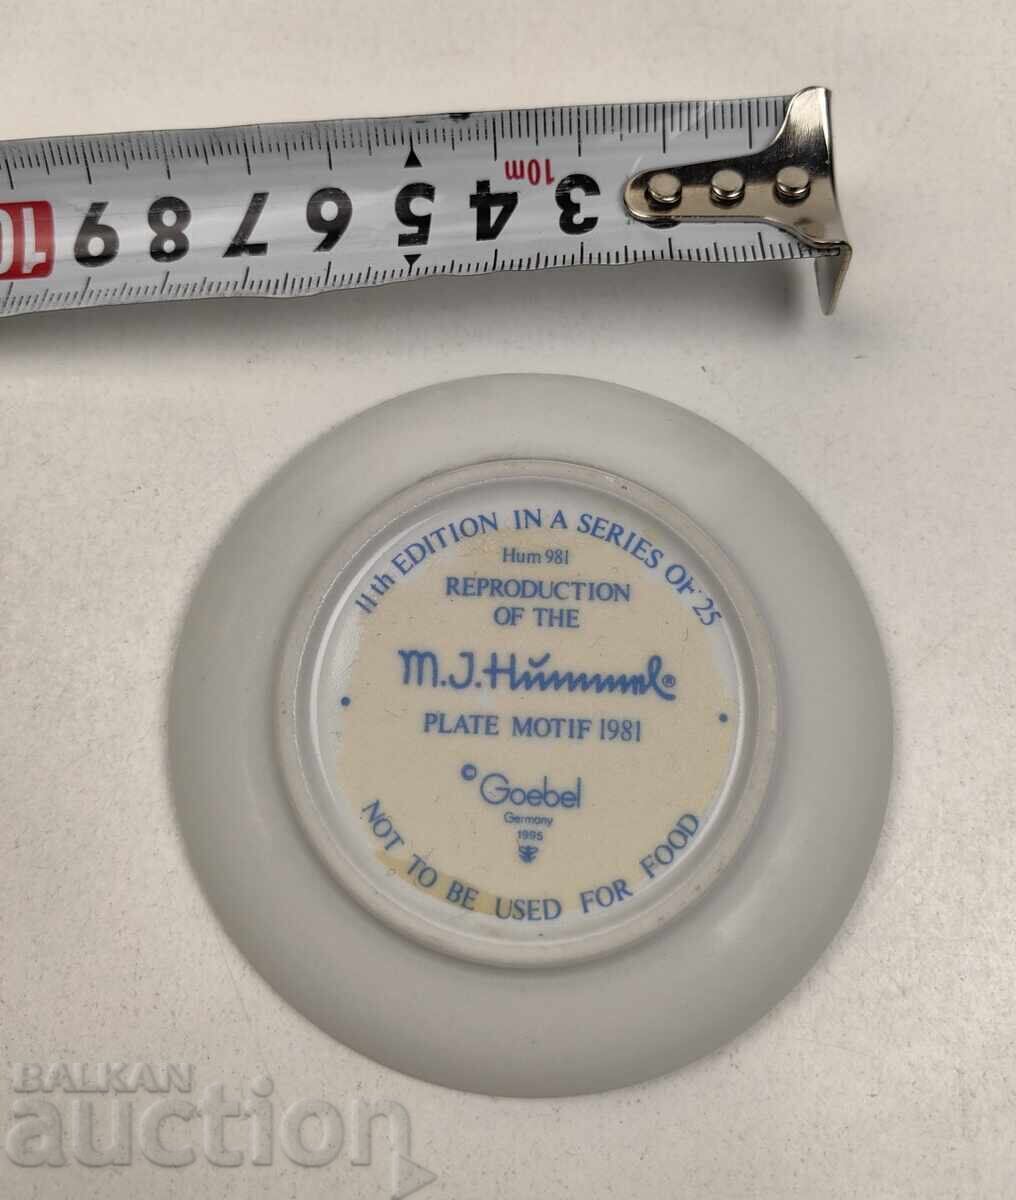 10 9 8 7 6 5 4 3
10m
11th EDITION IN A SERIES OF 25
Hum 981
REPRODUCTION
OF THE
M.J.Hummel®
PLATE MOTIF 1981
© Goebel
Germany
1995
NOT TO BE USED FOR FOOD
BALKAN
auction